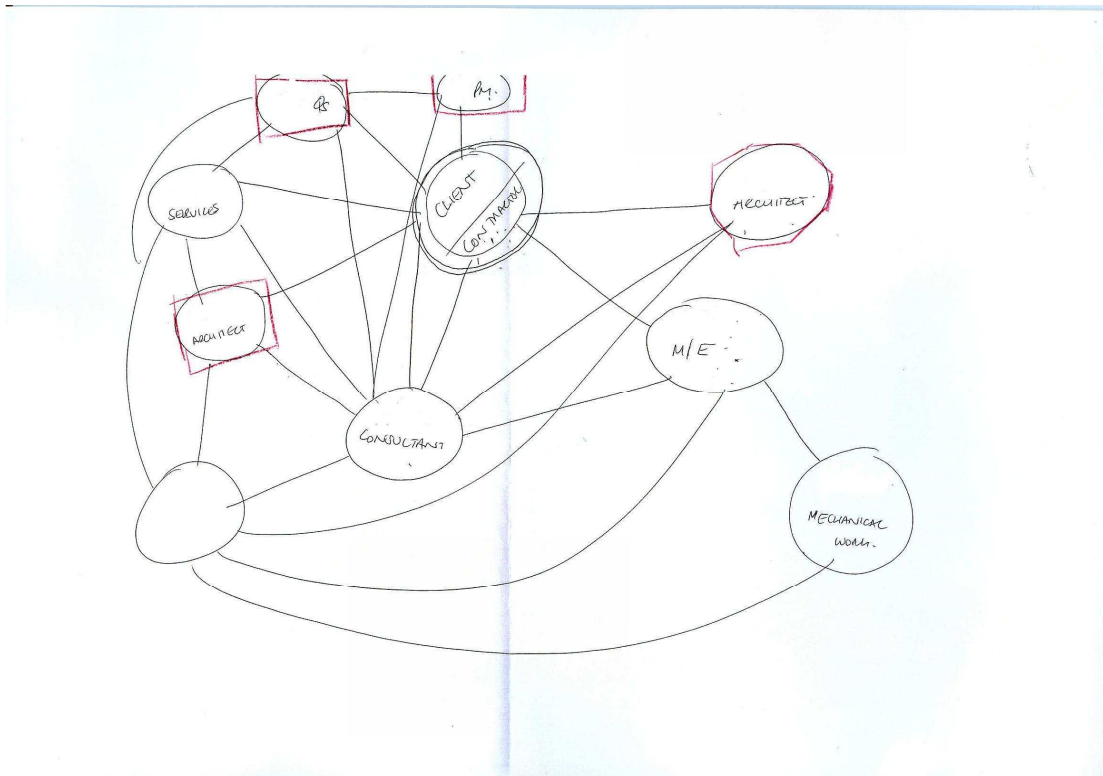 QS
PM.
CLIENT
CONTRACTOR
SERVICES
ARCHITECT.
ARCHITECT
M/E
CONSULTANT
MECHANICAL
WORK.